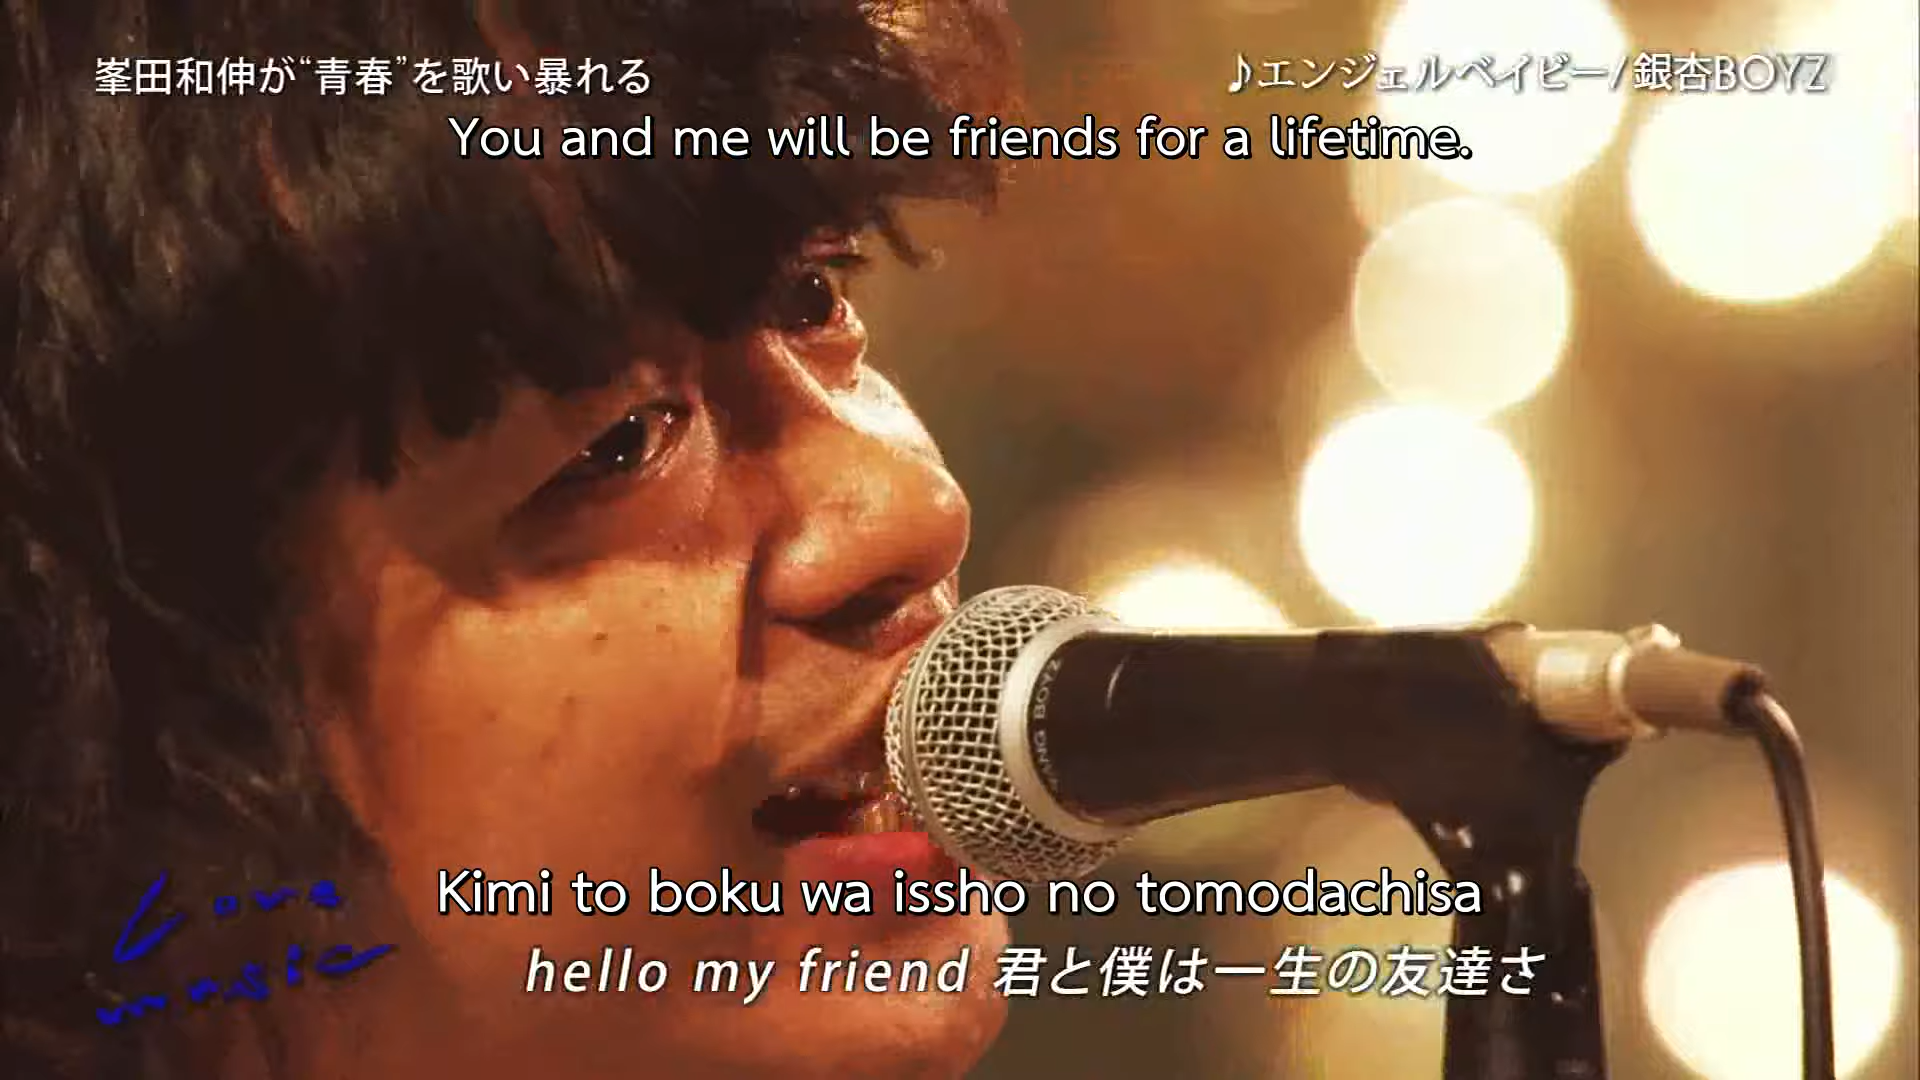 峯田和伸が“青春”を歌い暴れる
♪エンジェルベイビー/銀杏BOYZ
You and me will be friends for a lifetime.
GING NANG BOYZ
Kimi to boku wa issho no tomodachisa
hello my friend 君と僕は一生の友達さ
Love
music